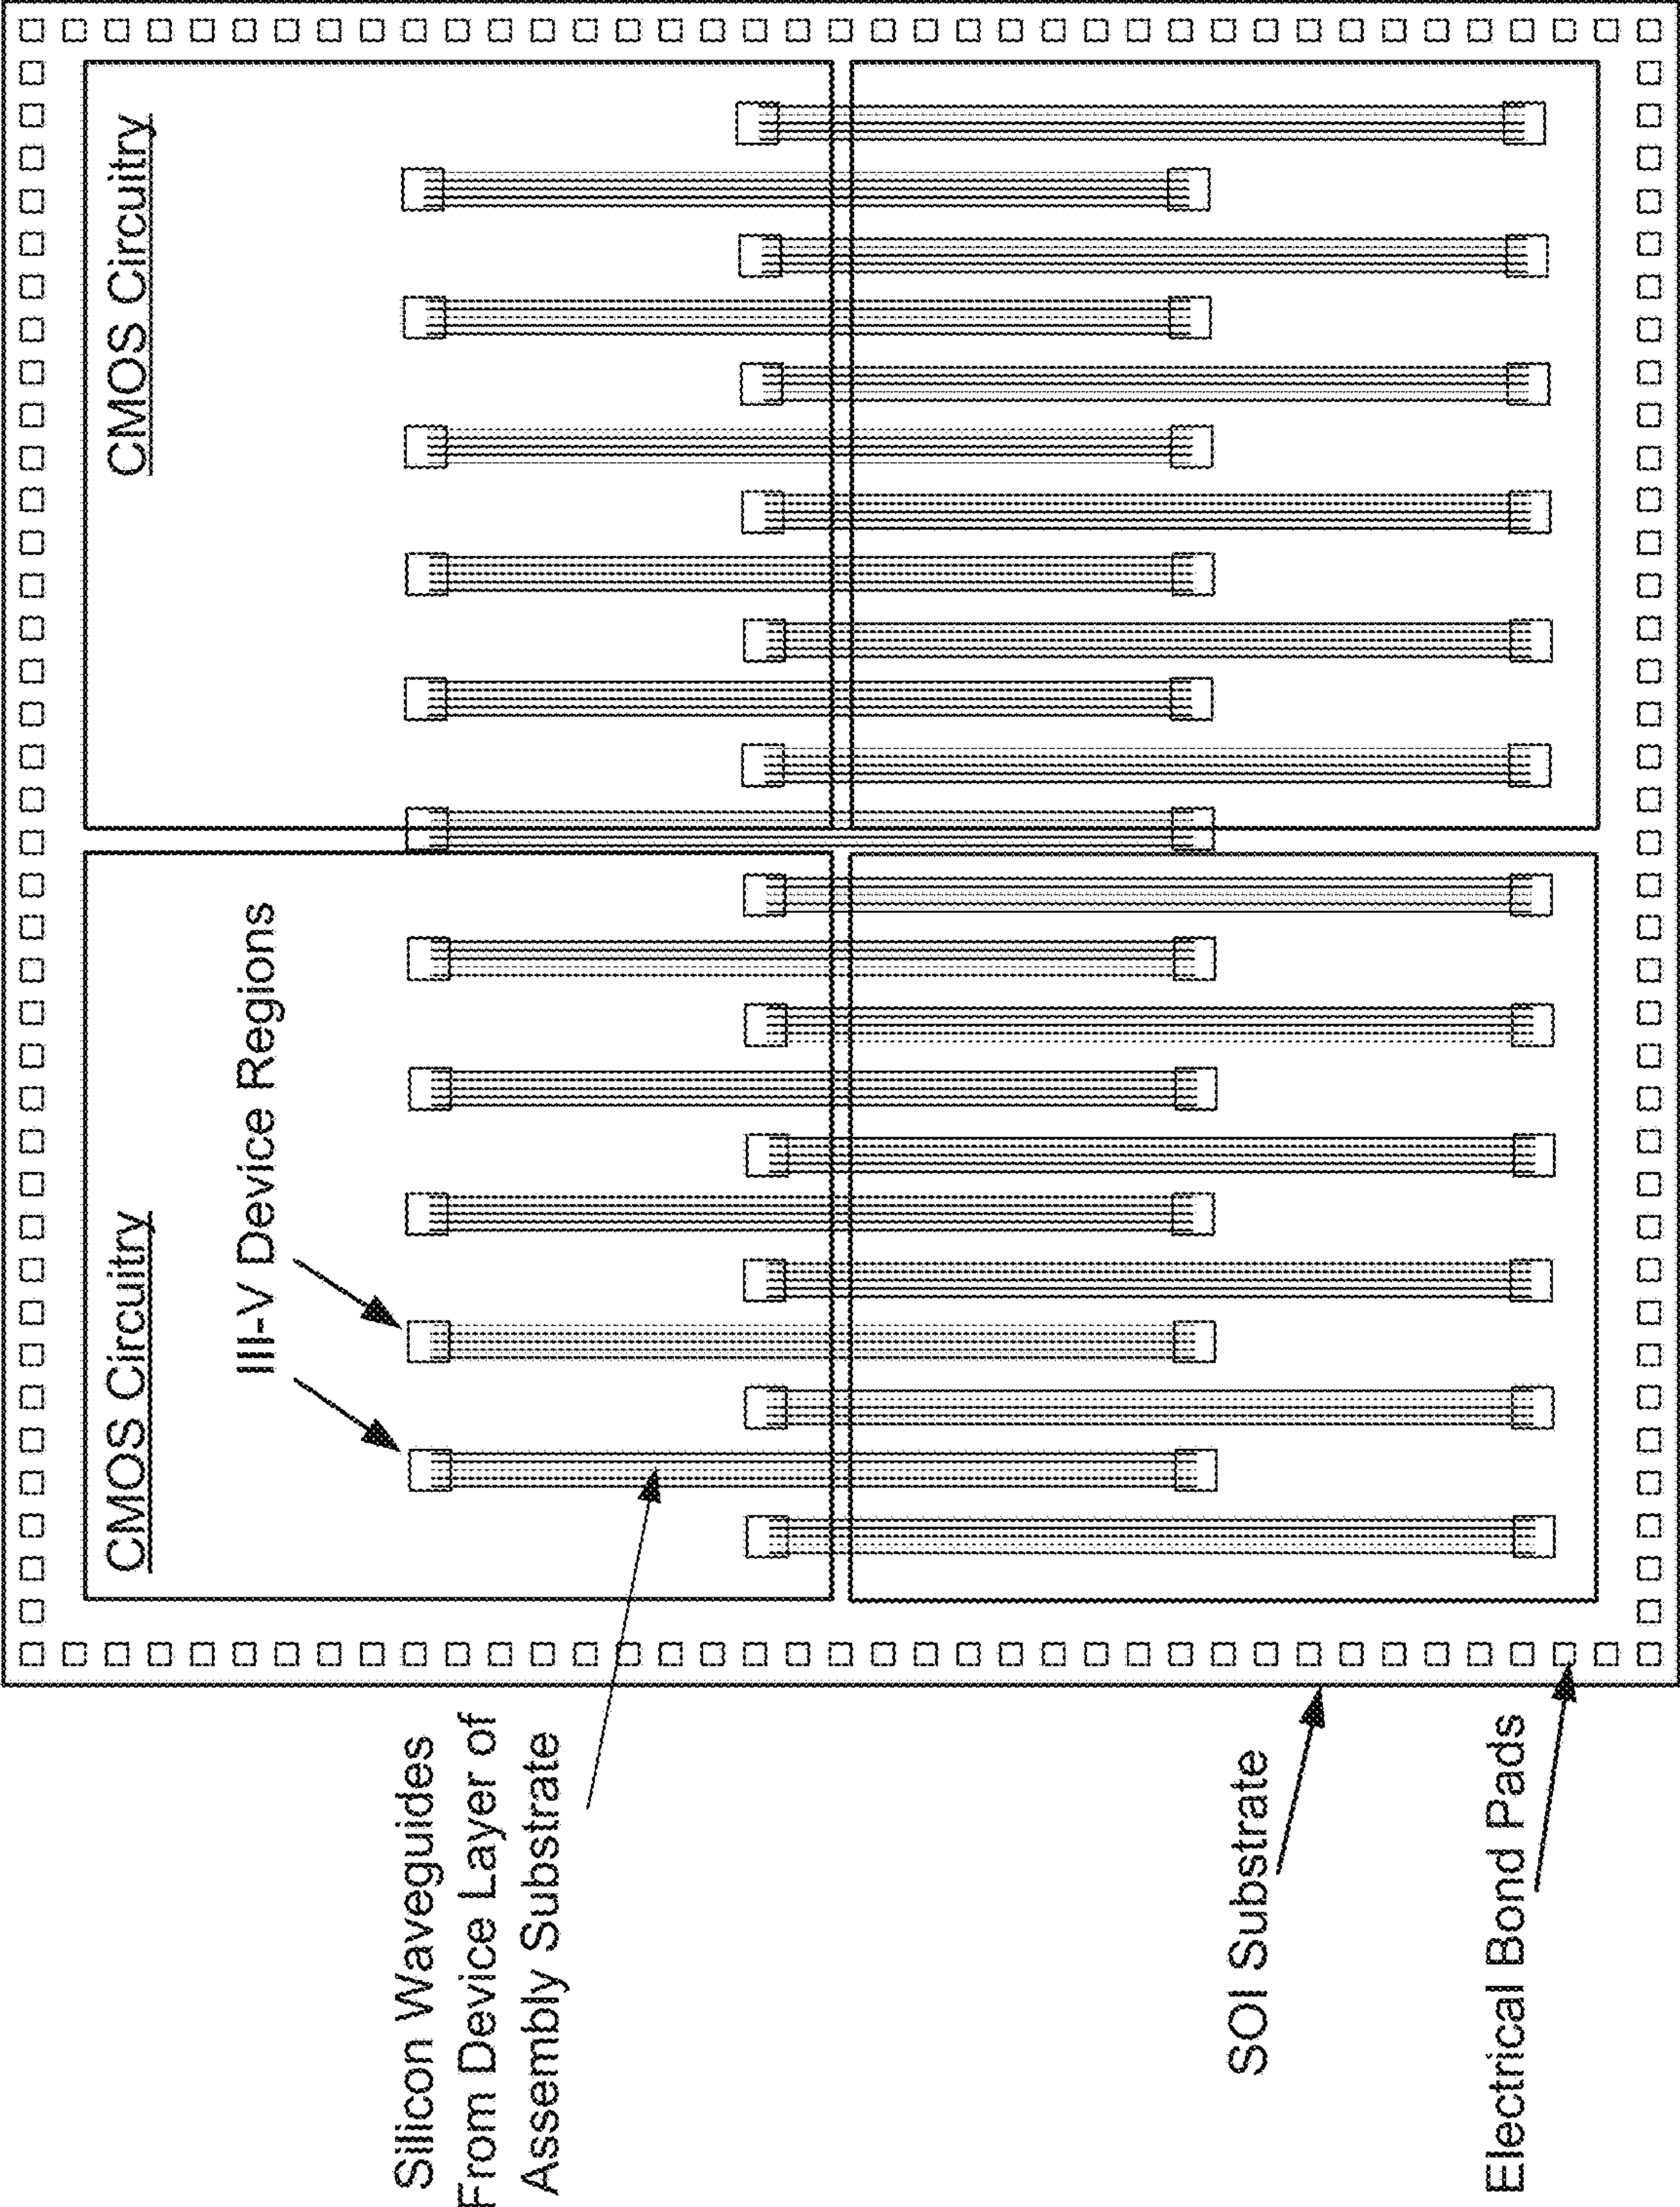 CMOS Circuitry
CMOS Circuitry
III-V Device Regions
Silicon Waveguides
From Device Layer of
Assembly Substrate
SOI Substrate
Electrical Bond Pads